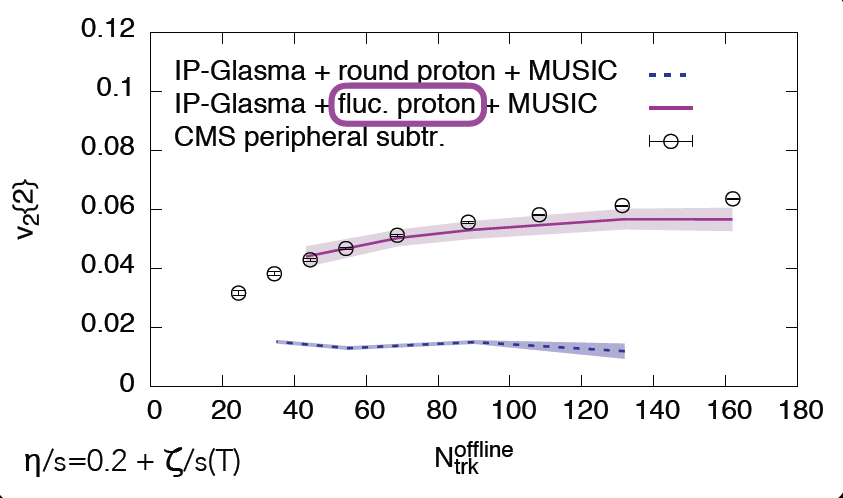 0.12
0.1
0.08
0.06
0.04
0.02
0
v2{2}
IP-Glasma + round proton + MUSIC
IP-Glasma + fluc. proton + MUSIC
CMS peripheral subtr.
0 20 40 60 80 100 120 140 160 180
η/s=0.2 + ζ/s(T)
N_trk^offline